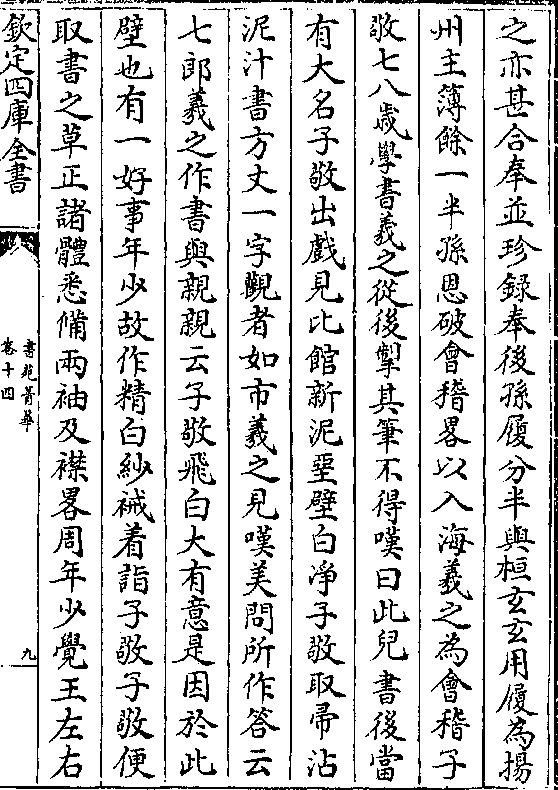 之亦甚合奉並珍録奉後孫履分半與桓玄玄用履為揚
州主簿餘一半孫恩破會稽畧以入海羲之為會稽子
敬七八歳學書羲之從後掣其筆不得嘆曰此兒書後當
有大名子敬出戲見北館新泥堊壁白净子敬取帚沾
泥汁書方丈一字觀者如市羲之見嘆美問所作答云
七郎羲之作書與親親云子敬飛白大有意是因於此
壁也有一好事年少故作精白紗裓着詣子敬子敬便
取書之草正諸體悉備兩袖及襟畧周年少覺王左右
欽定四庫全書
書苑菁華
卷十四
九